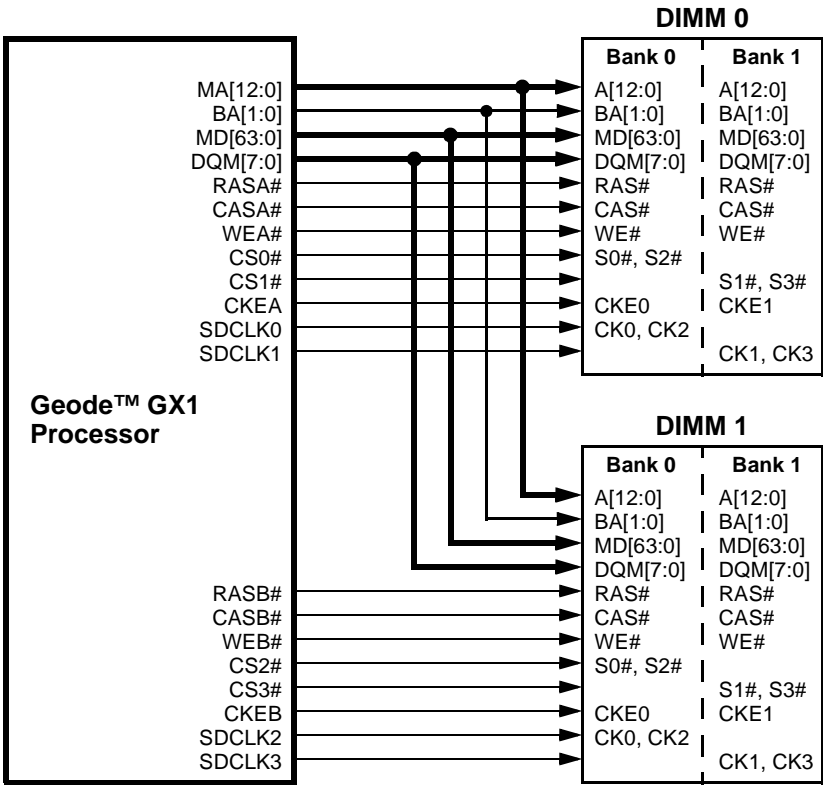 DIMM 0
Bank 0 Bank 1
MA[12:0] A[12:0] A[12:0]
BA[1:0] BA[1:0] BA[1:0]
MD[63:0] MD[63:0] MD[63:0]
DQM[7:0] DQM[7:0] DQM[7:0]
RASA# RAS# RAS#
CASA# CAS# CAS#
WEA# WE# WE#
CS0# S0#, S2#
CS1# S1#, S3#
CKEA CKE0 CKE1
SDCLK0 CK0, CK2
SDCLK1 CK1, CK3
Geode™ GX1
Processor
DIMM 1
Bank 0 Bank 1
A[12:0] A[12:0]
BA[1:0] BA[1:0]
MD[63:0] MD[63:0]
DQM[7:0] DQM[7:0]
RASB# RAS# RAS#
CASB# CAS# CAS#
WEB# WE# WE#
CS2# S0#, S2#
CS3# S1#, S3#
CKEB CKE0 CKE1
SDCLK2 CK0, CK2
SDCLK3 CK1, CK3